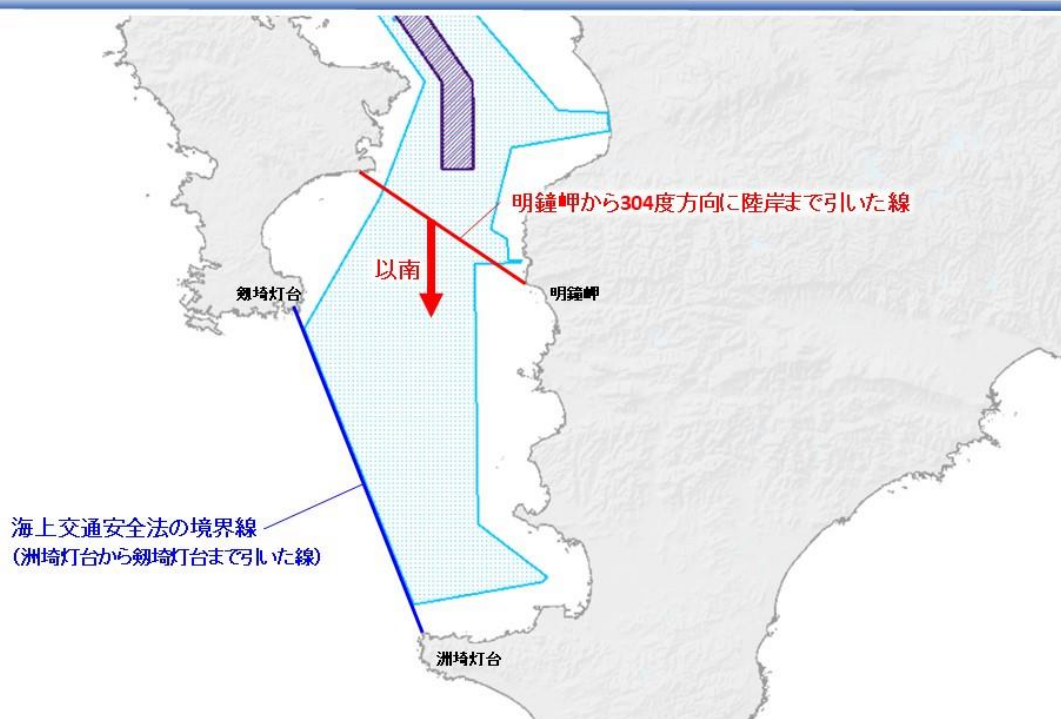 明鐘岬から304度方向に陸岸まで引いた線
以南
剱埼灯台
明鐘岬
海上交通安全法の境界線
（洲埼灯台から剱埼灯台まで引いた線）
洲埼灯台